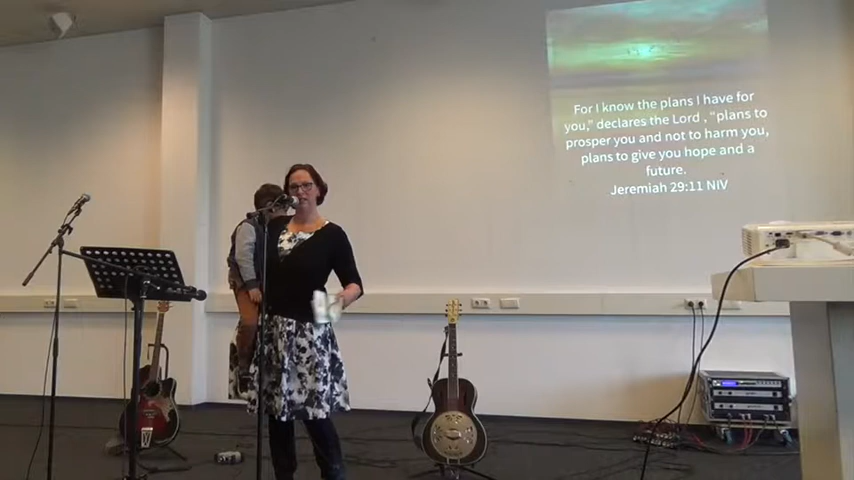 For I know the plans I have for
you,” declares the Lord , “plans to
prosper you and not to harm you,
plans to give you hope and a
future.
Jeremiah 29:11 NIV